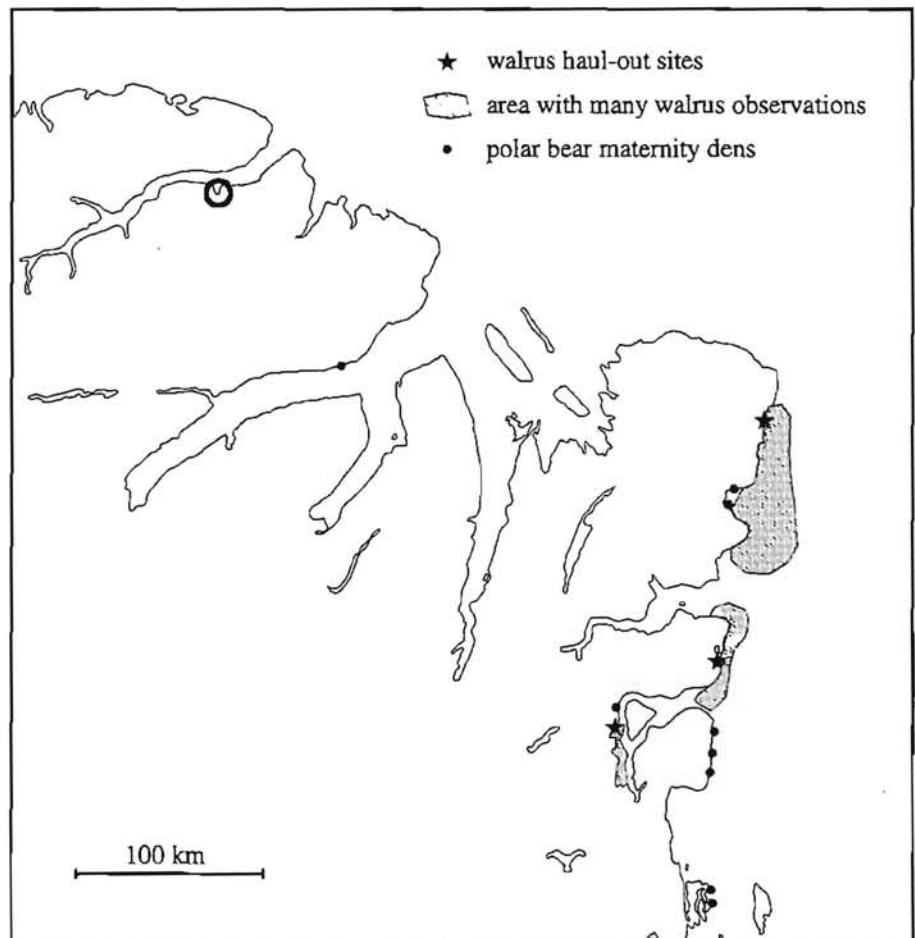 walrus haul-out sites
area with many walrus observations
polar bear maternity dens
100 km